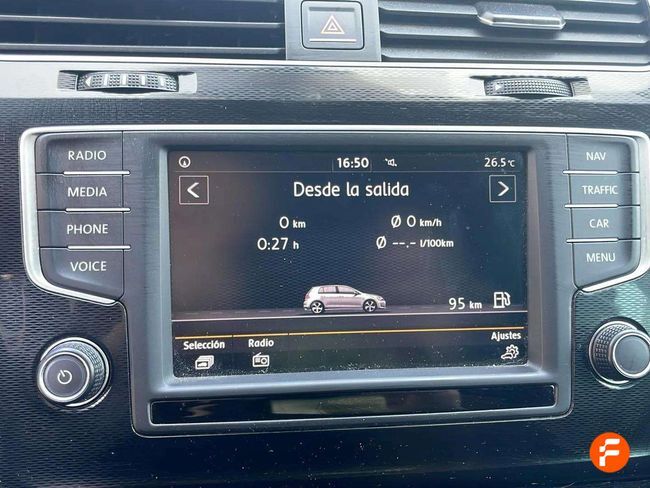 RADIO
MEDIA
PHONE
VOICE
16:50
26.5°C
Desde la salida
0 km
Ø 0 km/h
0:27 h
Ø --.- l/100km
95 km
Selección
Radio
Ajustes
NAV
TRAFFIC
CAR
MENU